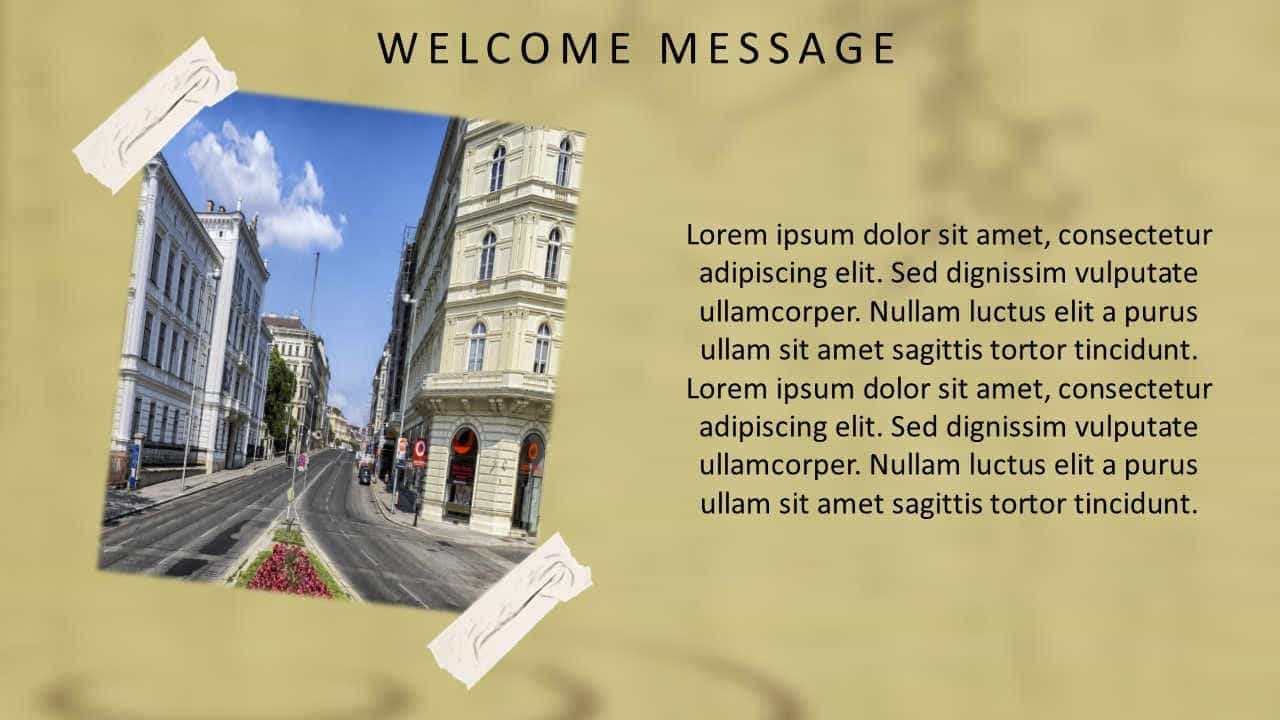 WELCOME MESSAGE
Lorem ipsum dolor sit amet, consectetur
adipiscing elit. Sed dignissim vulputate
ullamcorper. Nullam luctus elit a purus
ullam sit amet sagittis tortor tincidunt.
Lorem ipsum dolor sit amet, consectetur
adipiscing elit. Sed dignissim vulputate
ullamcorper. Nullam luctus elit a purus
ullam sit amet sagittis tortor tincidunt.